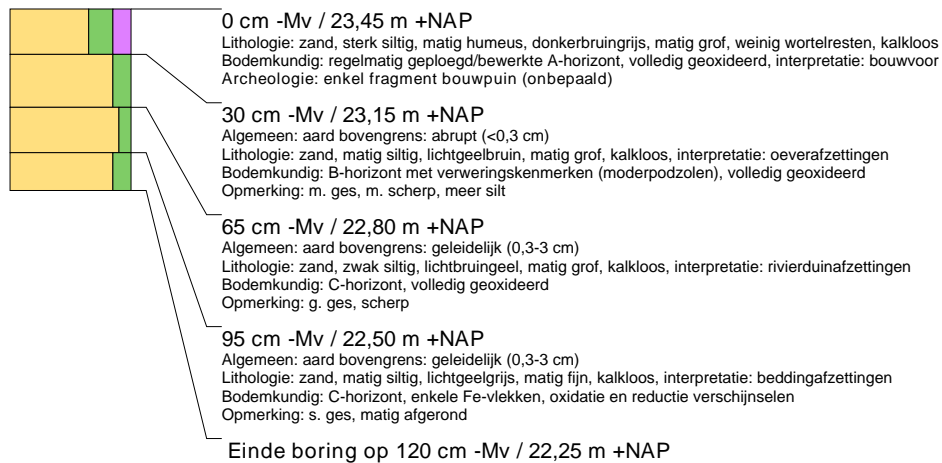 0 cm -Mv / 23,45 m +NAP
Lithologie: zand, sterk siltig, matig humeus, donkerbruingrijs, matig grof, weinig wortelresten, kalkloos
Bodemkundig: regelmatig geploegd/bewerkte A-horizont, volledig geoxideerd, interpretatie: bouwvoor
Archeologie: enkel fragment bouwpuin (onbepaald)
30 cm -Mv / 23,15 m +NAP
Algemeen: aard bovengrens: abrupt (<0,3 cm)
Lithologie: zand, matig siltig, lichtgeelbruin, matig grof, kalkloos, interpretatie: oeverafzettingen
Bodemkundig: B-horizont met verweringskenmerken (moderpodzolen), volledig geoxideerd
Opmerking: m. ges, m. scherp, meer silt
65 cm -Mv / 22,80 m +NAP
Algemeen: aard bovengrens: geleidelijk (0,3-3 cm)
Lithologie: zand, zwak siltig, lichtbruingeel, matig grof, kalkloos, interpretatie: rivierduinafzettingen
Bodemkundig: C-horizont, volledig geoxideerd
Opmerking: g. ges, scherp
95 cm -Mv / 22,50 m +NAP
Algemeen: aard bovengrens: geleidelijk (0,3-3 cm)
Lithologie: zand, matig siltig, lichtgeelgrijs, matig fijn, kalkloos, interpretatie: beddingafzettingen
Bodemkundig: C-horizont, enkele Fe-vlekken, oxidatie en reductie verschijnselen
Opmerking: s. ges, matig afgerond
Einde boring op 120 cm -Mv / 22,25 m +NAP